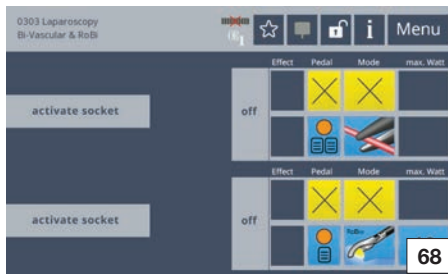 0303 Laparoscopy
Bi-Vascular & RoBi
i
Menu
Effect Pedal Mode max. Watt
activate socket
off
Effect Pedal Mode max. Watt
activate socket
off
RoBi
68